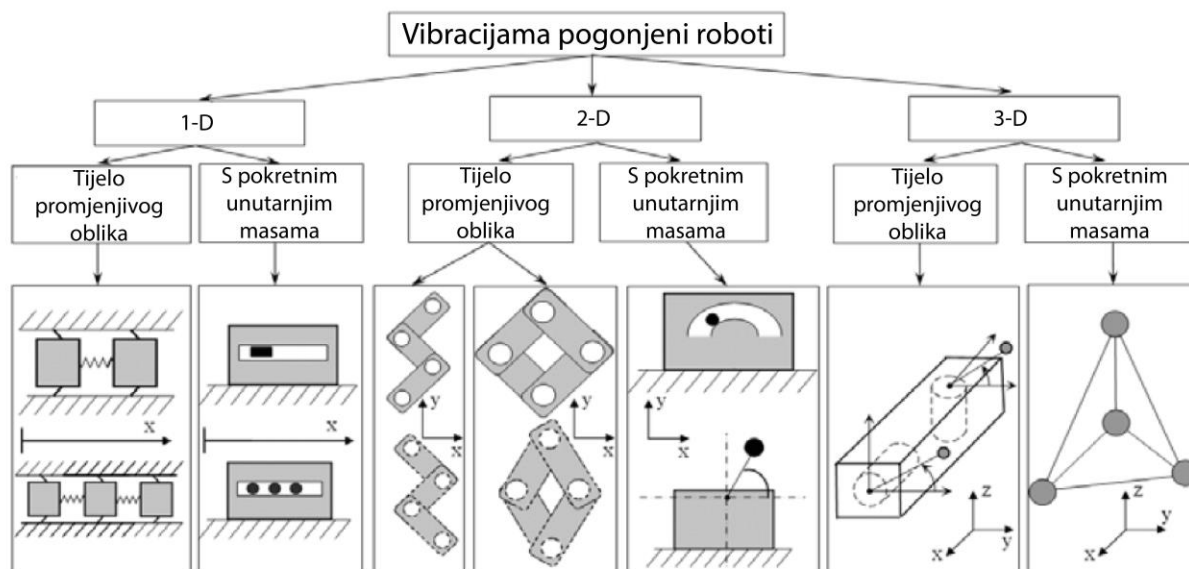 Vibracijama pogonjeni roboti
1-D
2-D
3-D
Tijelo
promjenjivog
oblika
S pokretnim
unutarnjim
masama
Tijelo
promjenjivog
oblika
S pokretnim
unutarnjim
masama
Tijelo
promjenjivog
oblika
S pokretnim
unutarnjim
masama
x
x
y
x
y
x
y
x
z
y
x
z
y
x